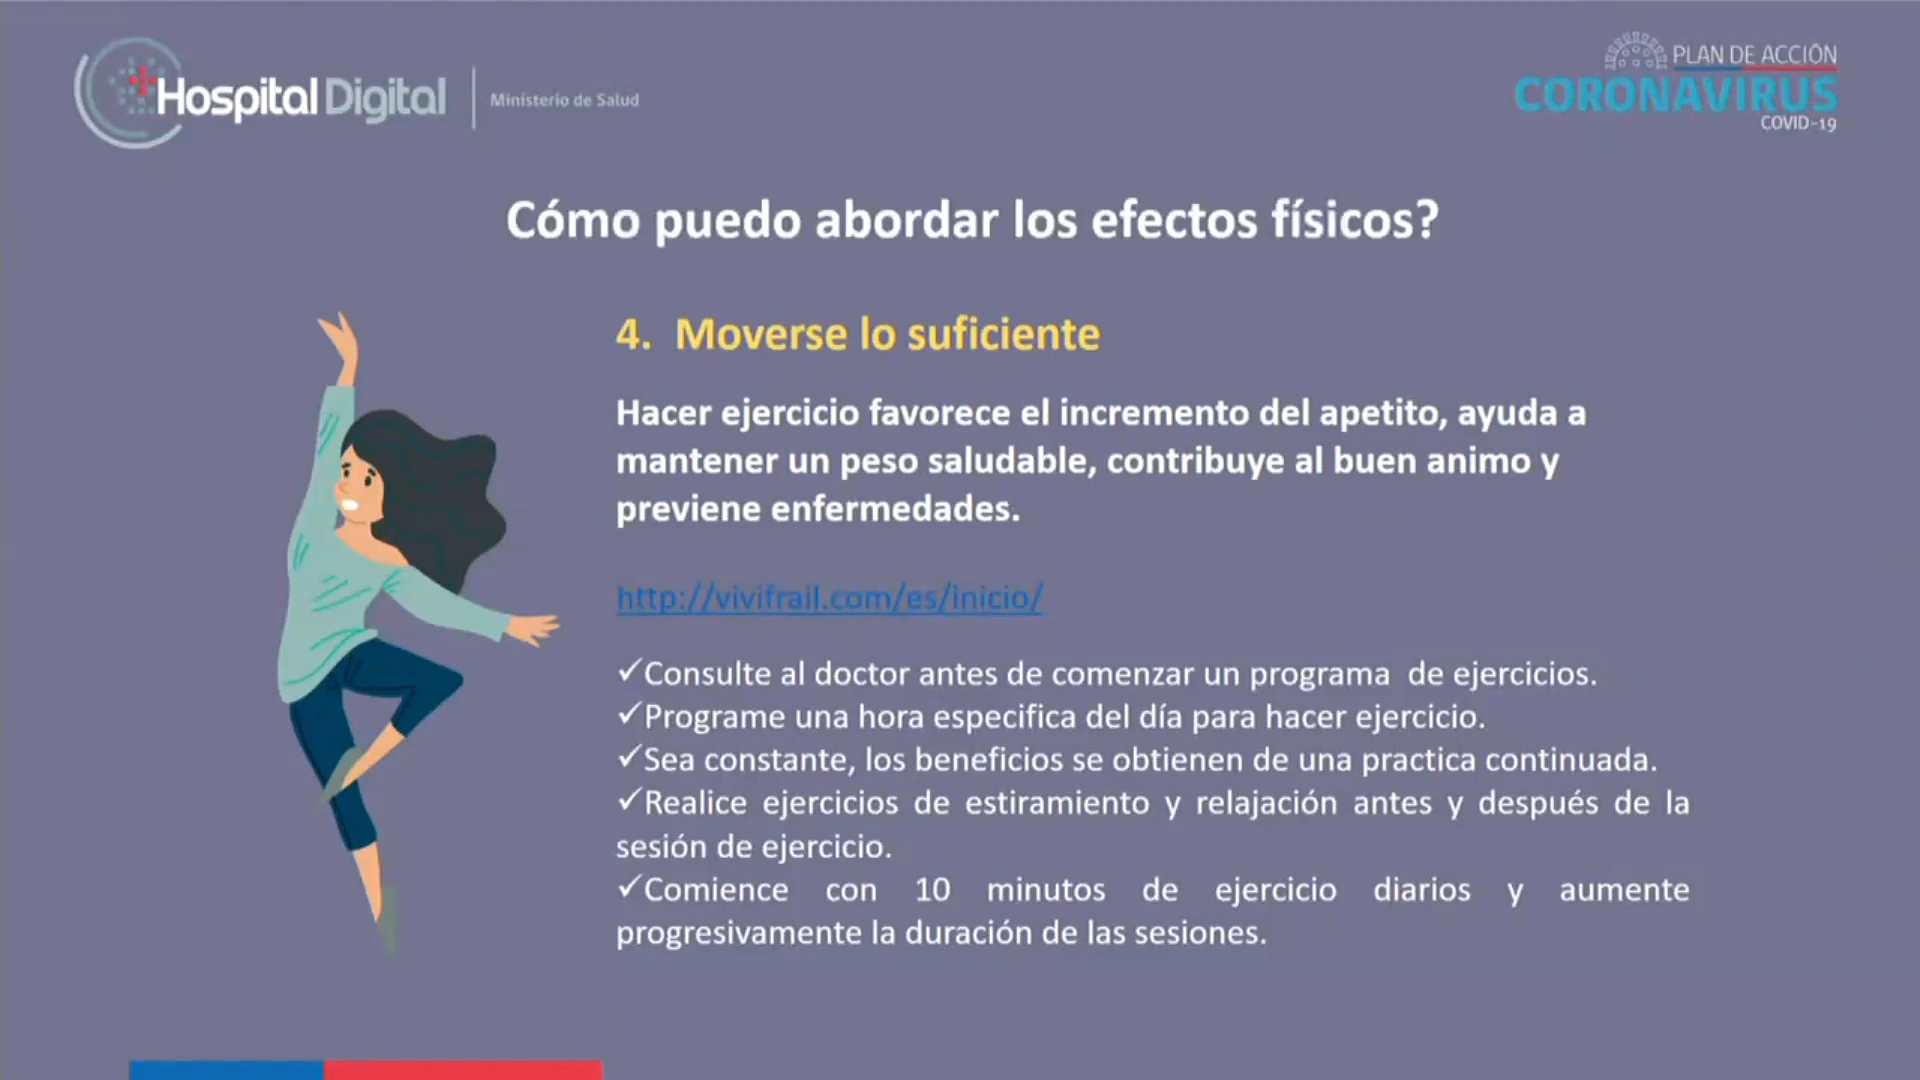 Hospital Digital
Ministerio de Salud
PLAN DE ACCIÓN
CORONAVIRUS
COVID-19
Cómo puedo abordar los efectos físicos?
4. Moverse lo suficiente
Hacer ejercicio favorece el incremento del apetito, ayuda a
mantener un peso saludable, contribuye al buen animo y
previene enfermedades.
http://vivifrail.com/es/inicio/
✓Consulte al doctor antes de comenzar un programa de ejercicios.
✓Programe una hora especifica del día para hacer ejercicio.
✓Sea constante, los beneficios se obtienen de una practica continuada.
✓Realice ejercicios de estiramiento y relajación antes y después de la
sesión de ejercicio.
✓Comience con 10 minutos de ejercicio diarios y aumente
progresivamente la duración de las sesiones.